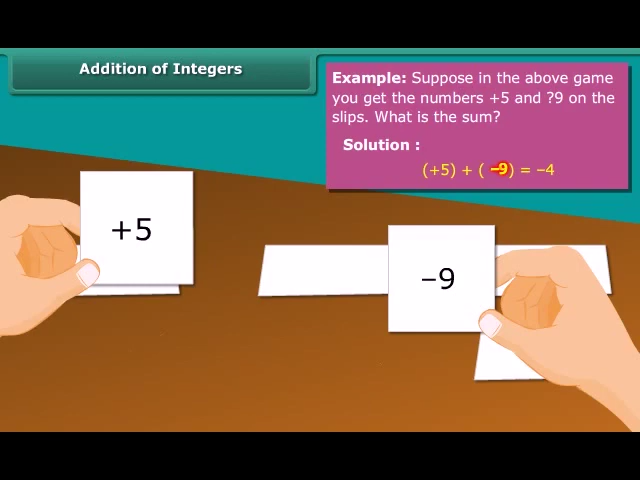 Addition of Integers
Example: Suppose in the above game
you get the numbers +5 and ?9 on the
slips. What is the sum?
Solution :
(+5) + ( –9) = –4
+5
–9